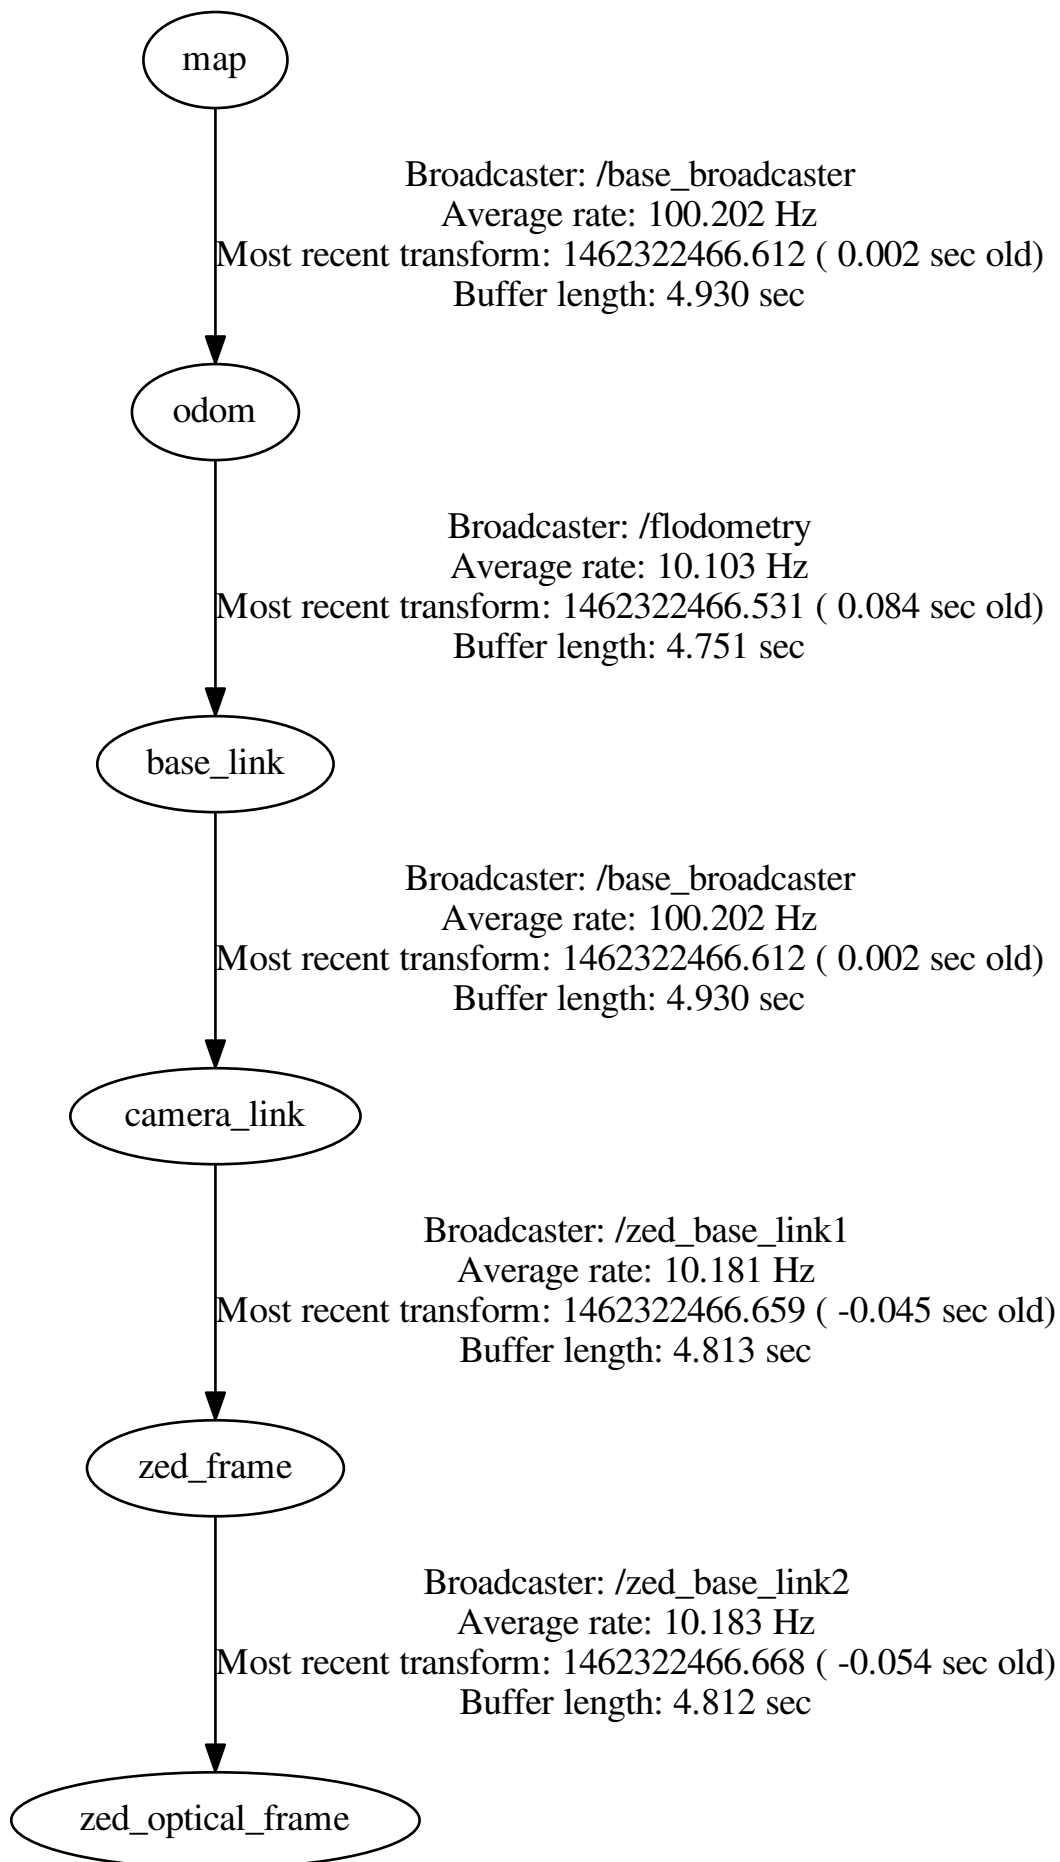 map
Broadcaster: /base_broadcaster
Average rate: 100.202 Hz
Most recent transform: 1462322466.612 ( 0.002 sec old)
Buffer length: 4.930 sec
odom
Broadcaster: /flodometry
Average rate: 10.103 Hz
Most recent transform: 1462322466.531 ( 0.084 sec old)
Buffer length: 4.751 sec
base_link
Broadcaster: /base_broadcaster
Average rate: 100.202 Hz
Most recent transform: 1462322466.612 ( 0.002 sec old)
Buffer length: 4.930 sec
camera_link
Broadcaster: /zed_base_link1
Average rate: 10.181 Hz
Most recent transform: 1462322466.659 ( -0.045 sec old)
Buffer length: 4.813 sec
zed_frame
Broadcaster: /zed_base_link2
Average rate: 10.183 Hz
Most recent transform: 1462322466.668 ( -0.054 sec old)
Buffer length: 4.812 sec
zed_optical_frame